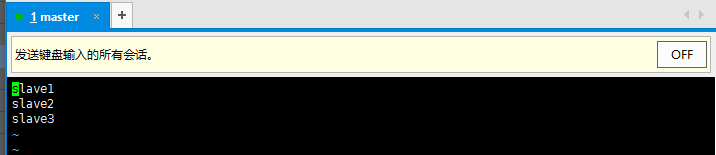 1 master
发送键盘输入的所有会话。
OFF
slave1
slave2
slave3
~
~